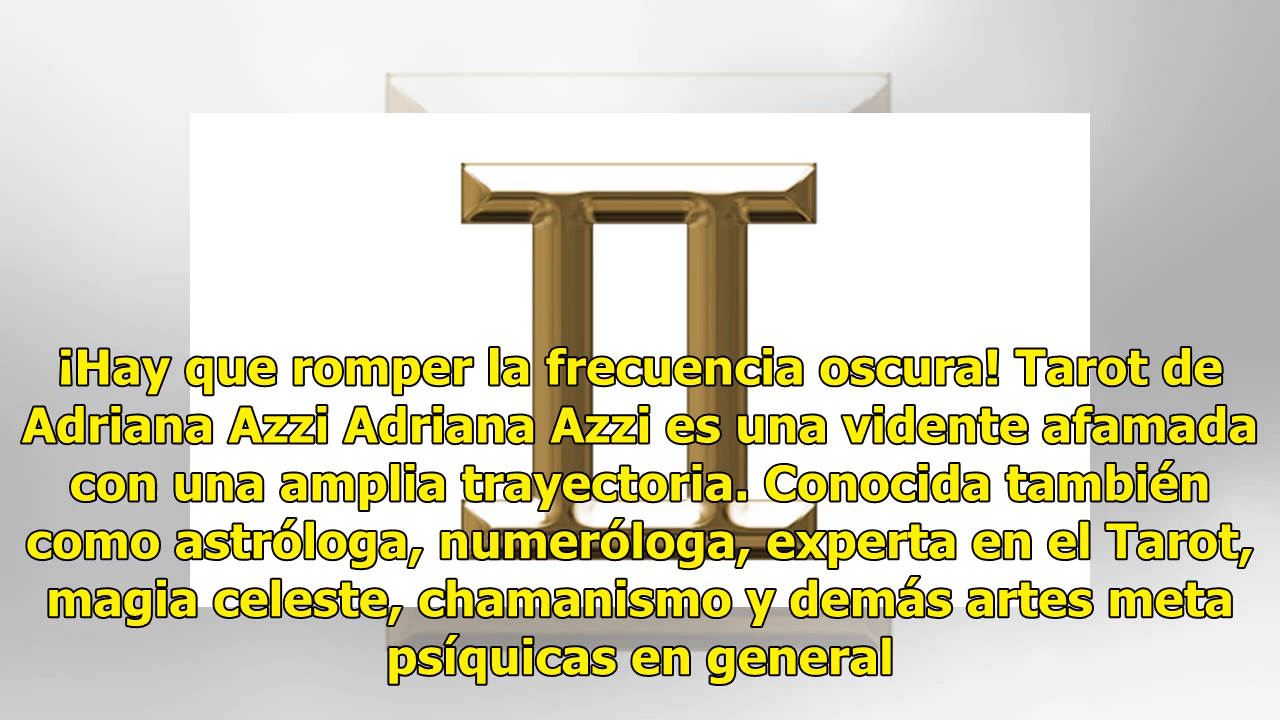 ¡Hay que romper la frecuencia oscura! Tarot de
Adriana Azzi Adriana Azzi es una vidente afamada
con una amplia trayectoria. Conocida también
como astróloga, numeróloga, experta en el Tarot,
magia celeste, chamanismo y demás artes meta
psíquicas en general